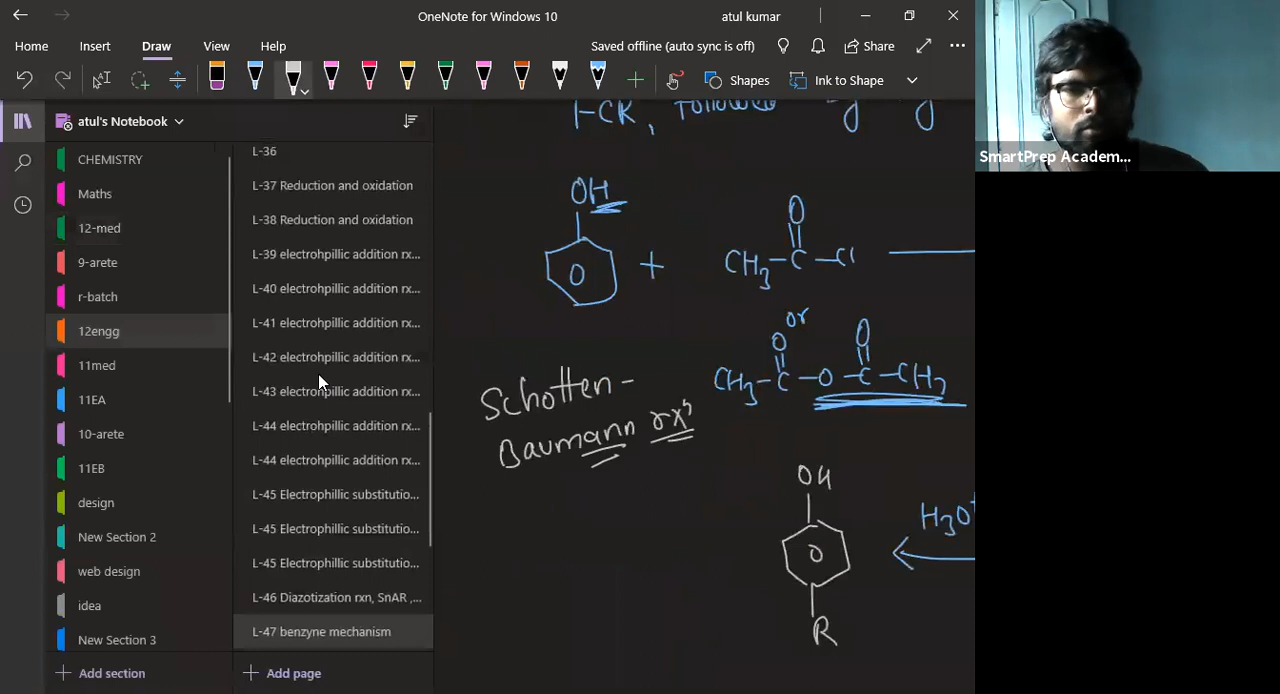 OneNote for Windows 10
atul kumar
Home
Insert
Draw
View
Help
Saved offline (auto sync is off)
Share
Shapes
Ink to Shape
atul's Notebook
CHEMISTRY
Maths
12-med
9-arete
r-batch
12engg
11med
11EA
10-arete
11EB
design
New Section 2
web design
idea
New Section 3
Add section
L-36
L-37 Reduction and oxidation
L-38 Reduction and oxidation
L-39 electrohpillic addition rx...
L-40 electrohpillic addition rx...
L-41 electrohpillic addition rx...
L-42 electrohpillic addition rx...
L-43 electrohpillic addition rx...
L-44 electrohpillic addition rx...
L-44 electrohpillic addition rx...
L-45 Electrophillic substitutio...
L-45 Electrophillic substitutio...
L-45 Electrophillic substitutio...
L-46 Diazotization rxn, SnAR ,...
L-47 benzyne mechanism
Add page
followed
OH
O
+
O
CH3-C-Cl
or
O O
CH3-C-O-C-CH3
Schotten-
Baumann rxn
OH
O
R
H3O+
SmartPrep Academ...